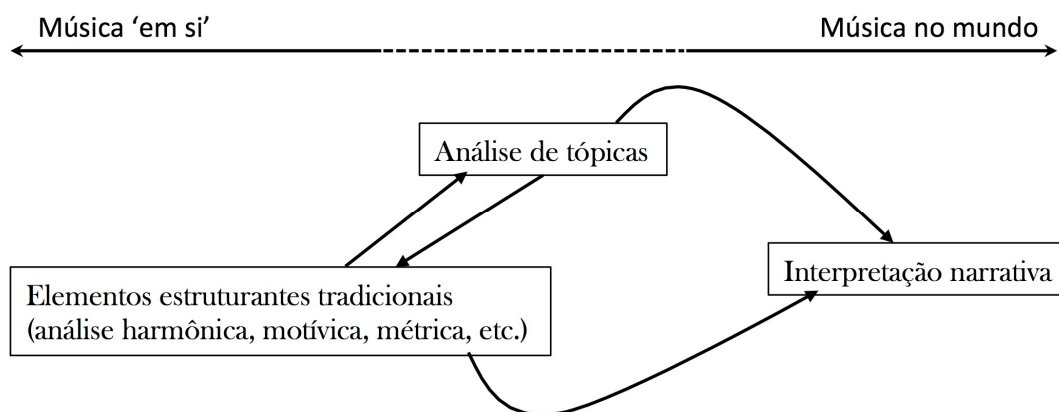 Música ‘em si’
Música no mundo
Análise de tópicas
Interpretação narrativa
Elementos estruturantes tradicionais
(análise harmônica, motívica, métrica, etc.)